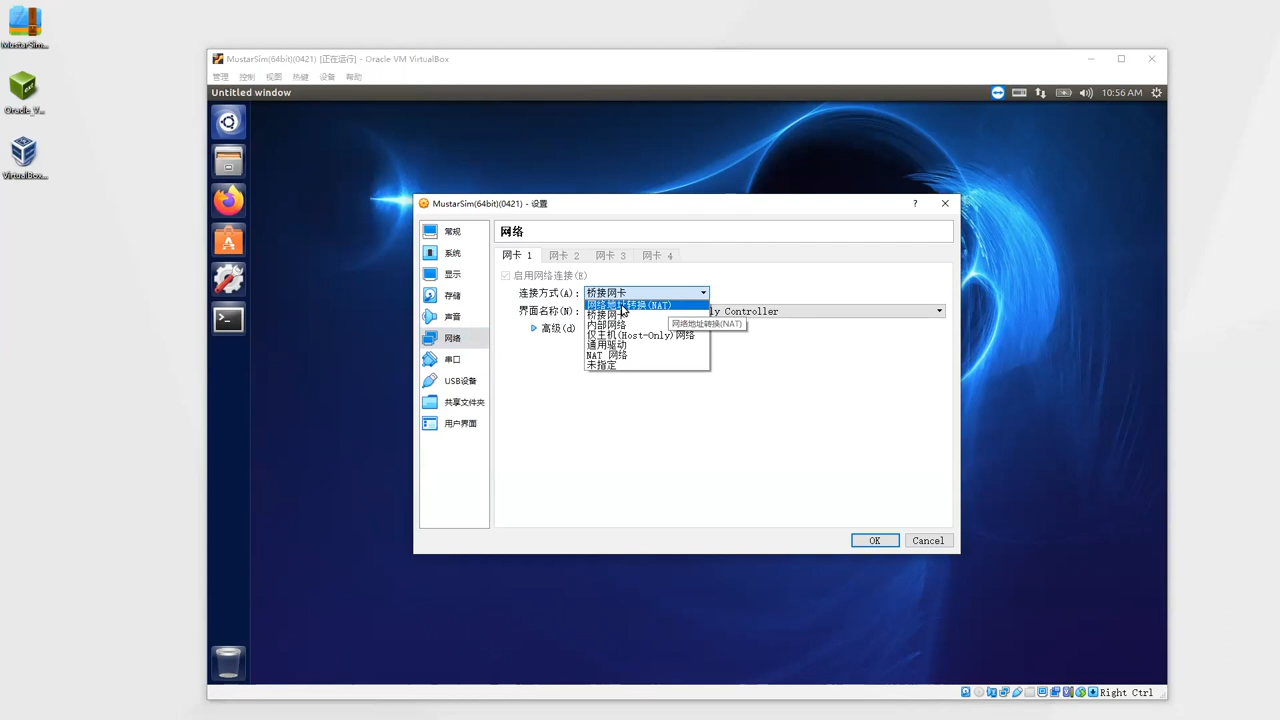 MustarSim...
Oracle_V...
VirtualBox...
MustarSim(64bit)(0421) [正在运行] - Oracle VM VirtualBox
管理 控制 视图 热键 设备 帮助
Untitled window
10:56 AM
MustarSim(64bit)(0421) - 设置
?
常规
系统
显示
存储
声音
网络
串口
USB设备
共享文件夹
用户界面
网络
网卡 1 网卡 2 网卡 3 网卡 4
启用网络连接(E)
连接方式(A): 桥接网卡
网络地址转换(NAT)
界面名称(N): ly Controller
桥接网卡
网络地址转换(NAT)
内部网络
高级(d)
仅主机(Host-Only)网络
通用驱动
NAT 网络
未指定
OK Cancel
Right Ctrl